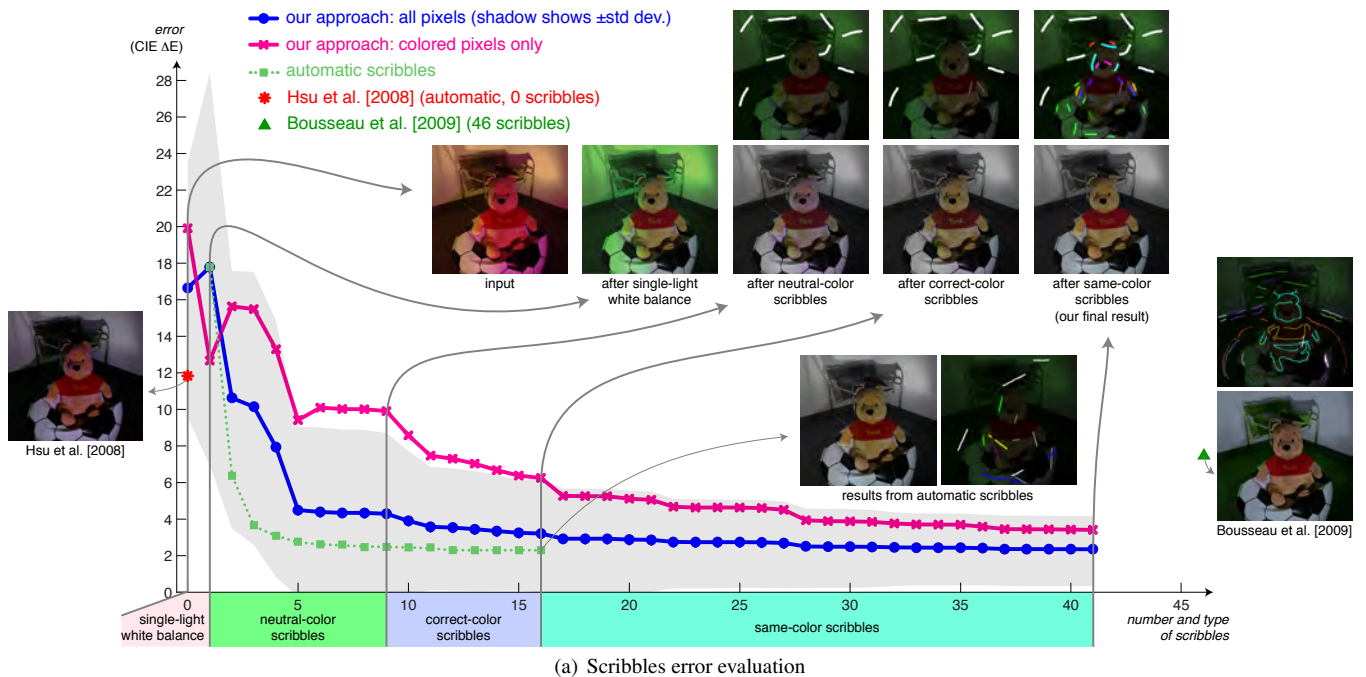 error
(CIE ΔE)
our approach: all pixels (shadow shows ±std dev.)
our approach: colored pixels only
automatic scribbles
Hsu et al. [2008] (automatic, 0 scribbles)
Bousseau et al. [2009] (46 scribbles)
28
26
24
22
20
18
16
14
12
10
8
6
4
2
0
input
after single-light
white balance
after neutral-color
scribbles
after correct-color
scribbles
after same-color
scribbles
(our final result)
Hsu et al. [2008]
results from automatic scribbles
Bousseau et al. [2009]
0 5 10 15 20 25 30 35 40 45
single-light
white balance
neutral-color
scribbles
correct-color
scribbles
same-color scribbles
number and type
of scribbles
(a) Scribbles error evaluation